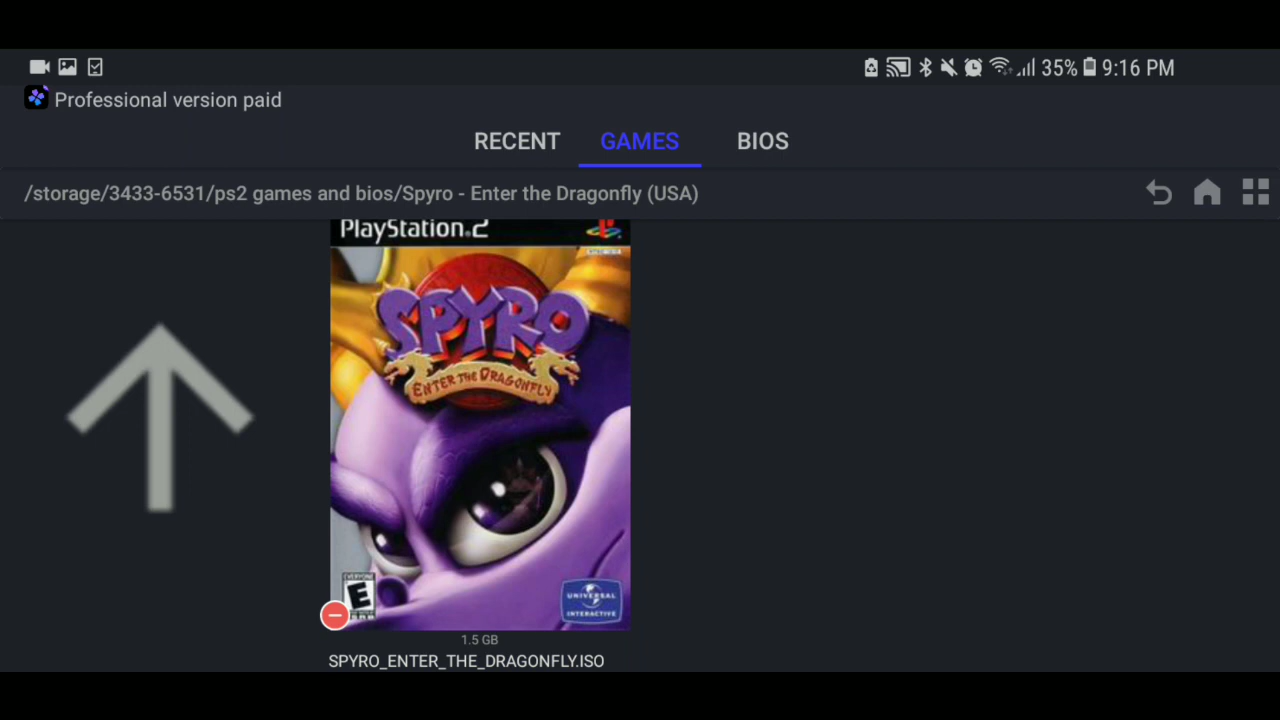 35% 9:16 PM
Professional version paid
RECENT GAMES BIOS
/storage/3433-6531/ps2 games and bios/Spyro - Enter the Dragonfly (USA)
PlayStation.2
SPYRO
ENTER THE DRAGONFLY
EVERYONE
E
UNIVERSAL
INTERACTIVE
1.5 GB
SPYRO_ENTER_THE_DRAGONFLY.ISO